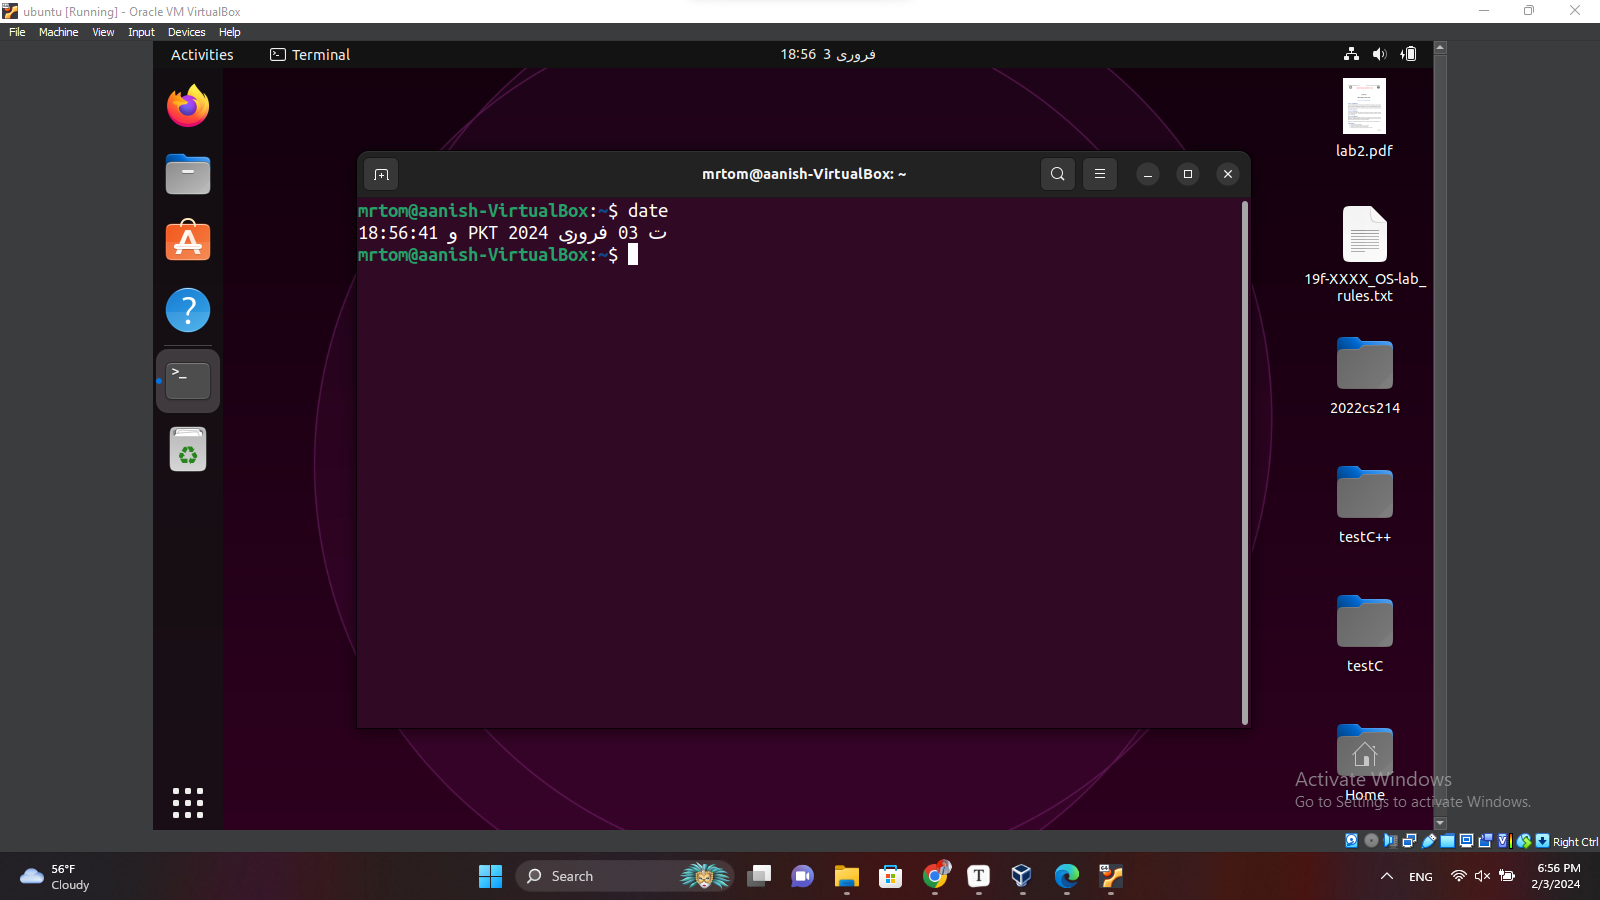 ubuntu [Running] - Oracle VM VirtualBox
File Machine View Input Devices Help
Activities Terminal
18:56 3 فروری
mrtom@aanish-VirtualBox: ~
mrtom@aanish-VirtualBox:~$ date
18:56:41 و PKT 2024 فروری 03 ت
mrtom@aanish-VirtualBox:~$
>_
lab2.pdf
19f-XXXX_OS-lab_
rules.txt
2022cs214
testC++
testC
Home
Activate Windows
Go to Settings to activate Windows.
Right Ctrl
56°F
Cloudy
Search
T
ENG
6:56 PM
2/3/2024